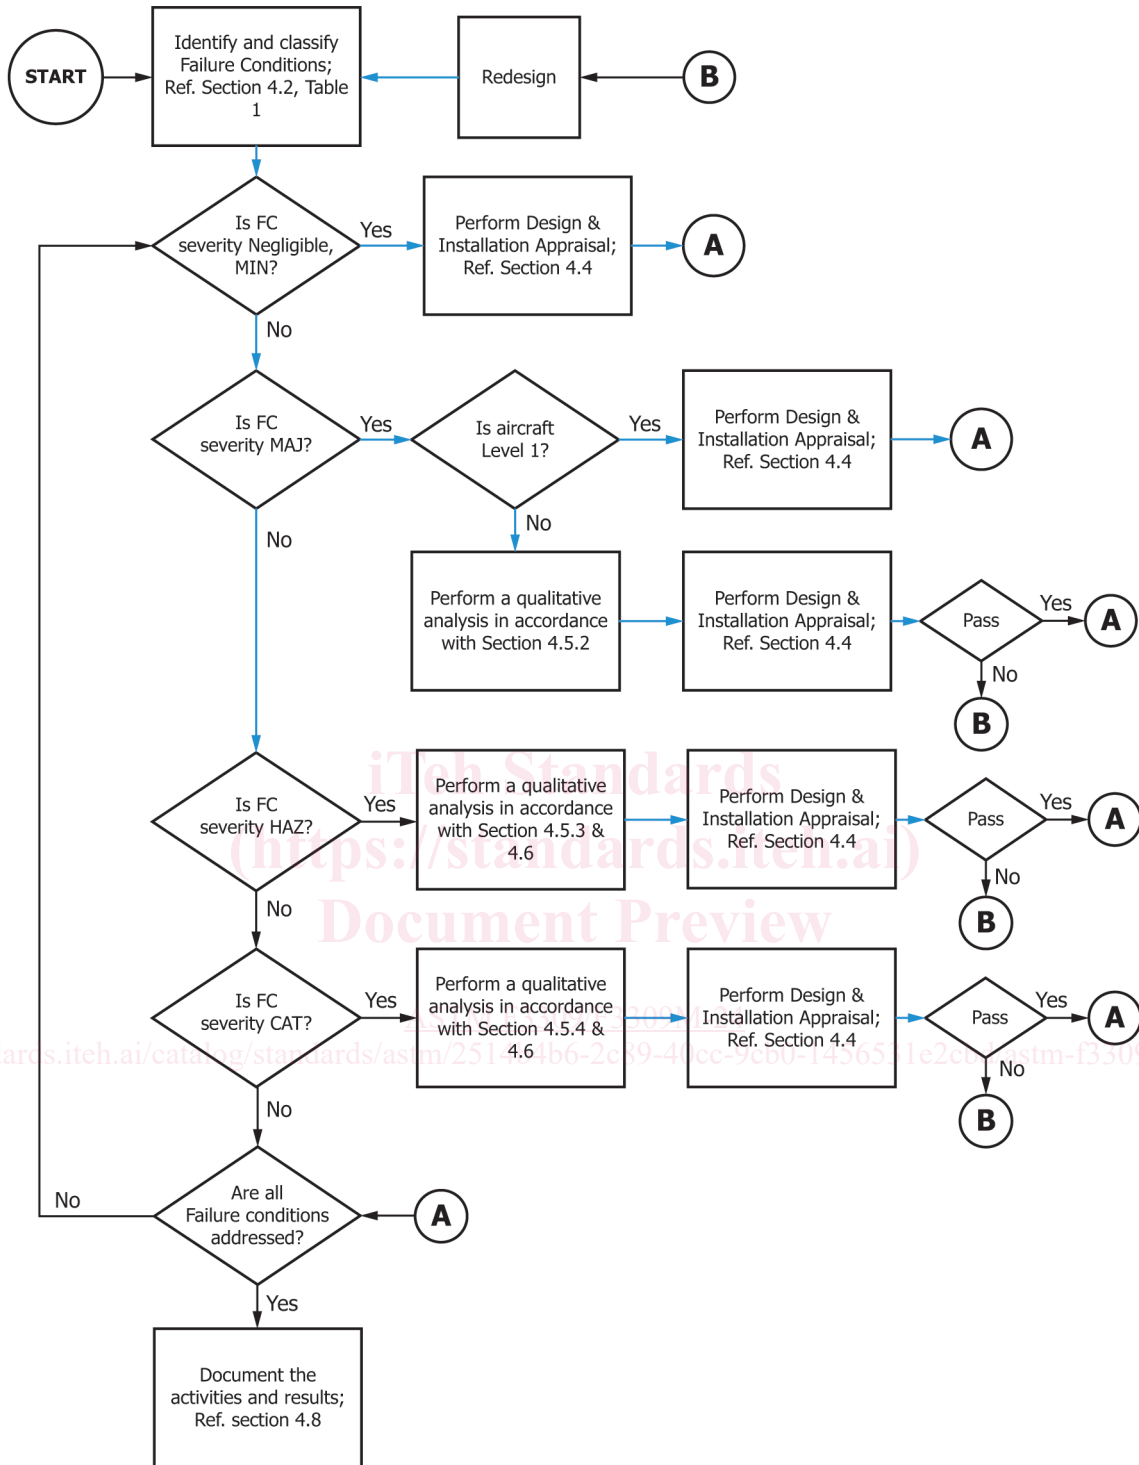 START
Identify and classify
Failure Conditions;
Ref. Section 4.2, Table
1
Redesign
B
Is FC
severity Negligible,
MIN?
Yes
Perform Design &
Installation Appraisal;
Ref. Section 4.4
A
No
Is FC
severity MAJ?
Yes
Is aircraft
Level 1?
Yes
Perform Design &
Installation Appraisal;
Ref. Section 4.4
A
No
No
Perform a qualitative
analysis in accordance
with Section 4.5.2
Perform Design &
Installation Appraisal;
Ref. Section 4.4
Pass
Yes
A
No
B
iTeh Standards
(https://standards.iteh.ai)
Document Preview
Is FC
severity HAZ?
Yes
Perform a qualitative
analysis in accordance
with Section 4.5.3 &
4.6
Perform Design &
Installation Appraisal;
Ref. Section 4.4
Pass
Yes
A
No
B
No
Is FC
severity CAT?
Yes
Perform a qualitative
analysis in accordance
with Section 4.5.4 &
4.6
Perform Design &
Installation Appraisal;
Ref. Section 4.4
Pass
Yes
A
No
B
No
Are all
Failure conditions
addressed?
A
No
Yes
Document the
activities and results;
Ref. section 4.8